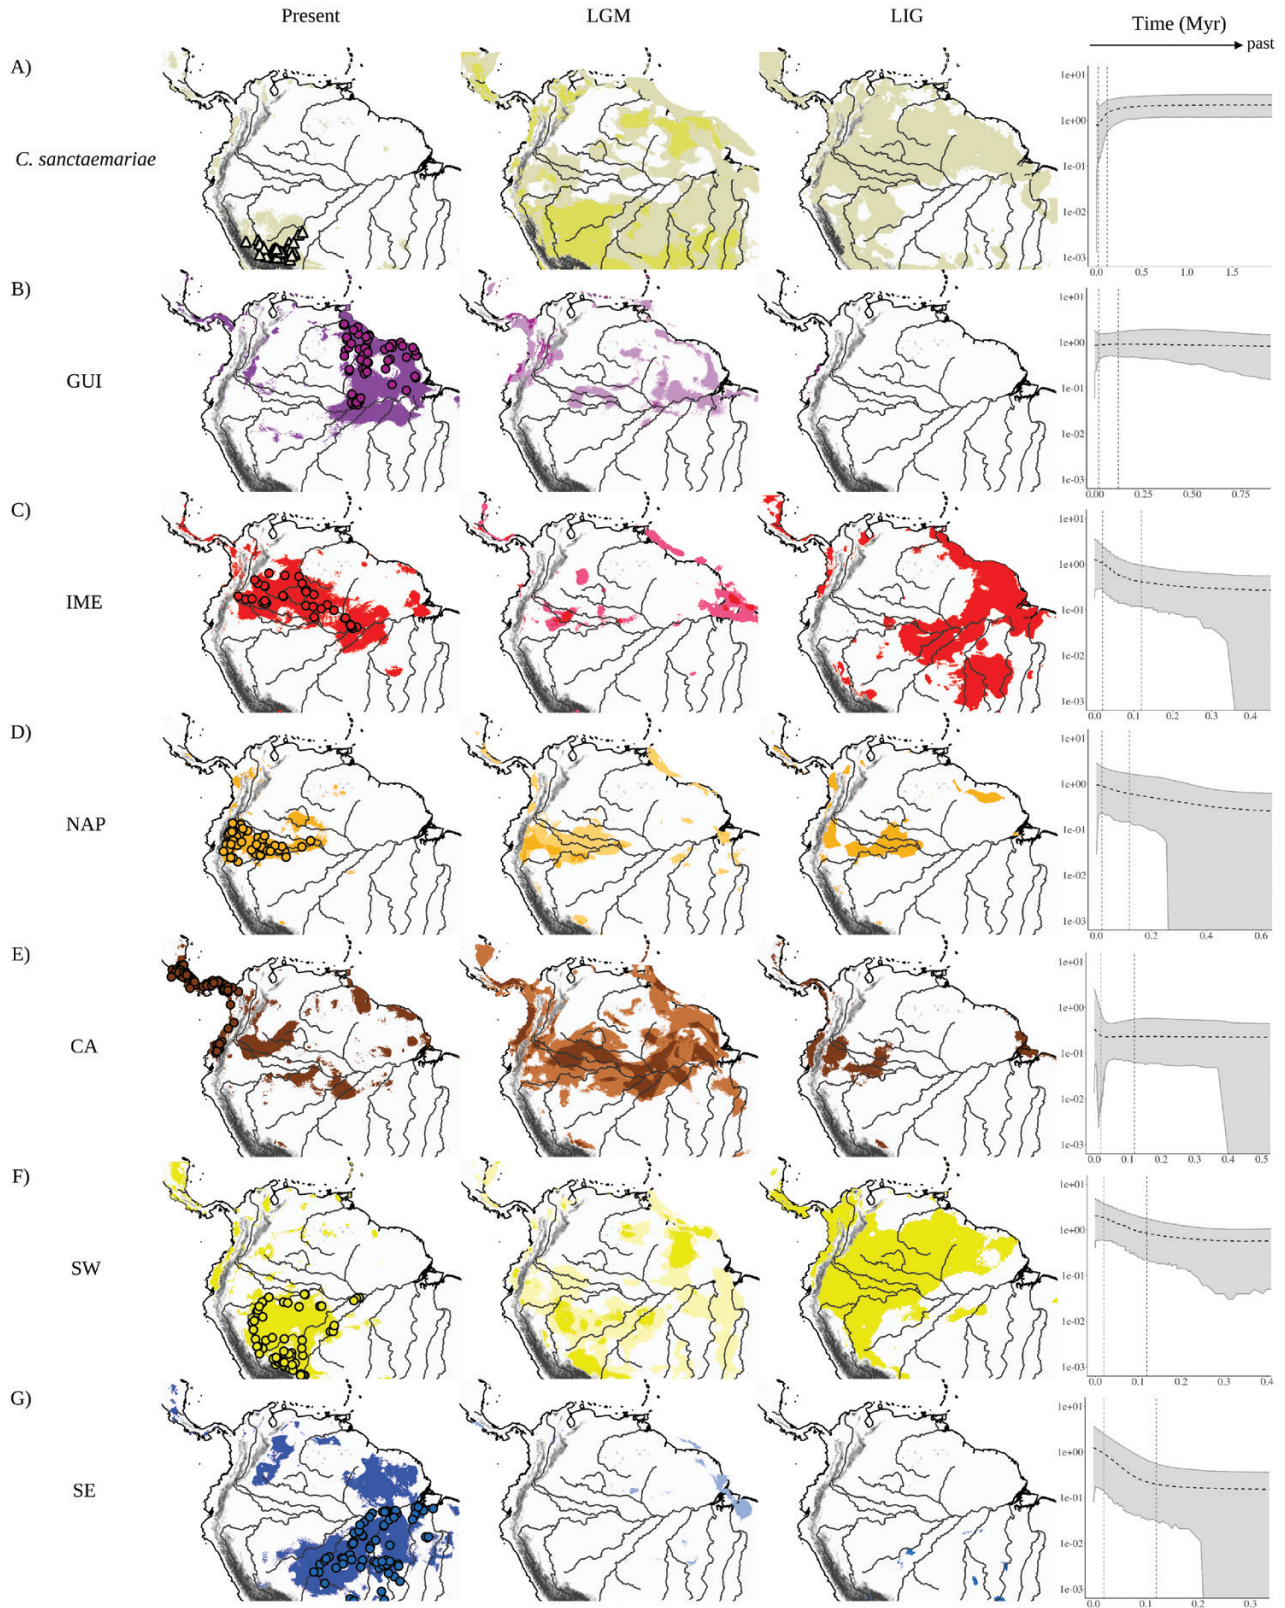 Present LGM LIG Time (Myr)
past
A)
C. sanctaemariae
1e+01
1e+00
1e-01
1e-02
1e-03
0.0 0.5 1.0 1.5
B)
GUI
1e+01
1e+00
1e-01
1e-02
1e-03
0.00 0.25 0.50 0.75
C)
IME
1e+01
1e+00
1e-01
1e-02
1e-03
0.0 0.1 0.2 0.3 0.4
D)
NAP
1e+01
1e+00
1e-01
1e-02
1e-03
0.0 0.2 0.4 0.6
E)
CA
1e+01
1e+00
1e-01
1e-02
1e-03
0.0 0.1 0.2 0.3 0.4 0.5
F)
SW
1e+01
1e+00
1e-01
1e-02
1e-03
0.0 0.1 0.2 0.3 0.4
G)
SE
1e+01
1e+00
1e-01
1e-02
1e-03
0.0 0.1 0.2 0.3